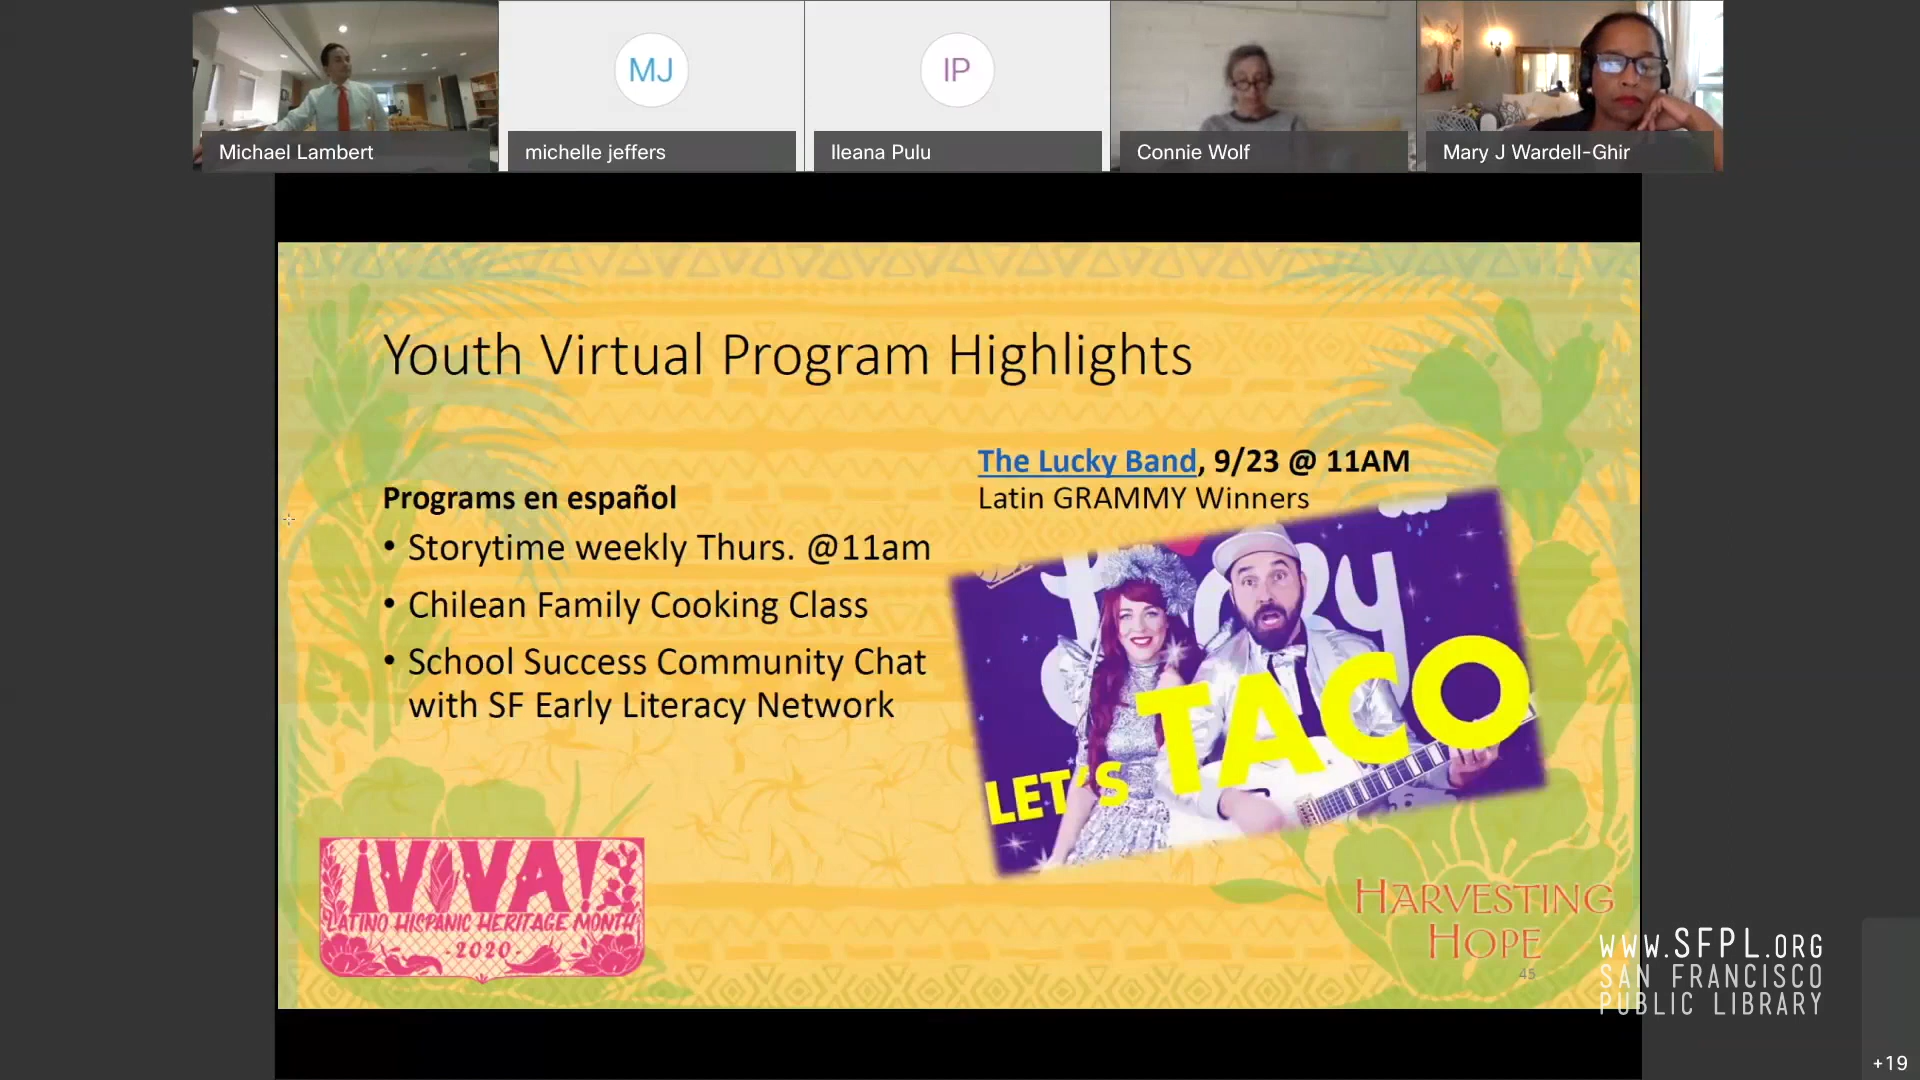 Michael Lambert
MJ
michelle jeffers
IP
Ileana Pulu
Connie Wolf
Mary J Wardell-Ghir
Youth Virtual Program Highlights
Programs en español
• Storytime weekly Thurs. @11am
• Chilean Family Cooking Class
• School Success Community Chat
with SF Early Literacy Network
The Lucky Band, 9/23 @ 11AM
Latin GRAMMY Winners
LET'S TACO
¡VIVA!
LATINO HISPANIC HERITAGE MONTH
-2020-
HARVESTING
HOPE
45
WWW.SFPL.ORG
SAN FRANCISCO
PUBLIC LIBRARY
+19